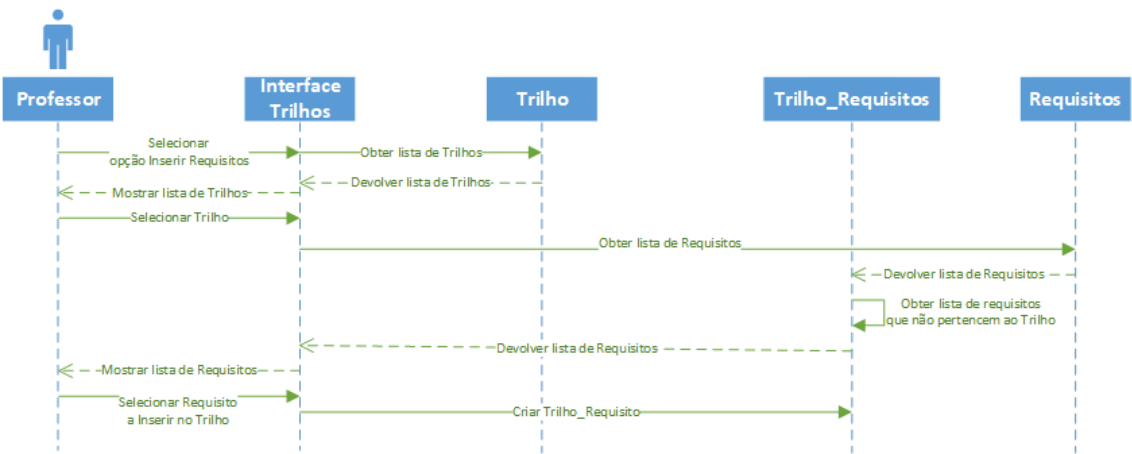 Professor
Interface
Trilhos
Trilho
Trilho_Requisitos
Requisitos
Selecionar
opção Inserir Requisitos
Obter lista de Trilhos
Devolver lista de Trilhos
Mostrar lista de Trilhos
Selecionar Trilho
Obter lista de Requisitos
Devolver lista de Requisitos
Obter lista de requisitos
que não pertencem ao Trilho
Devolver lista de Requisitos
Mostrar lista de Requisitos
Selecionar Requisito
a Inserir no Trilho
Criar Trilho_Requisito